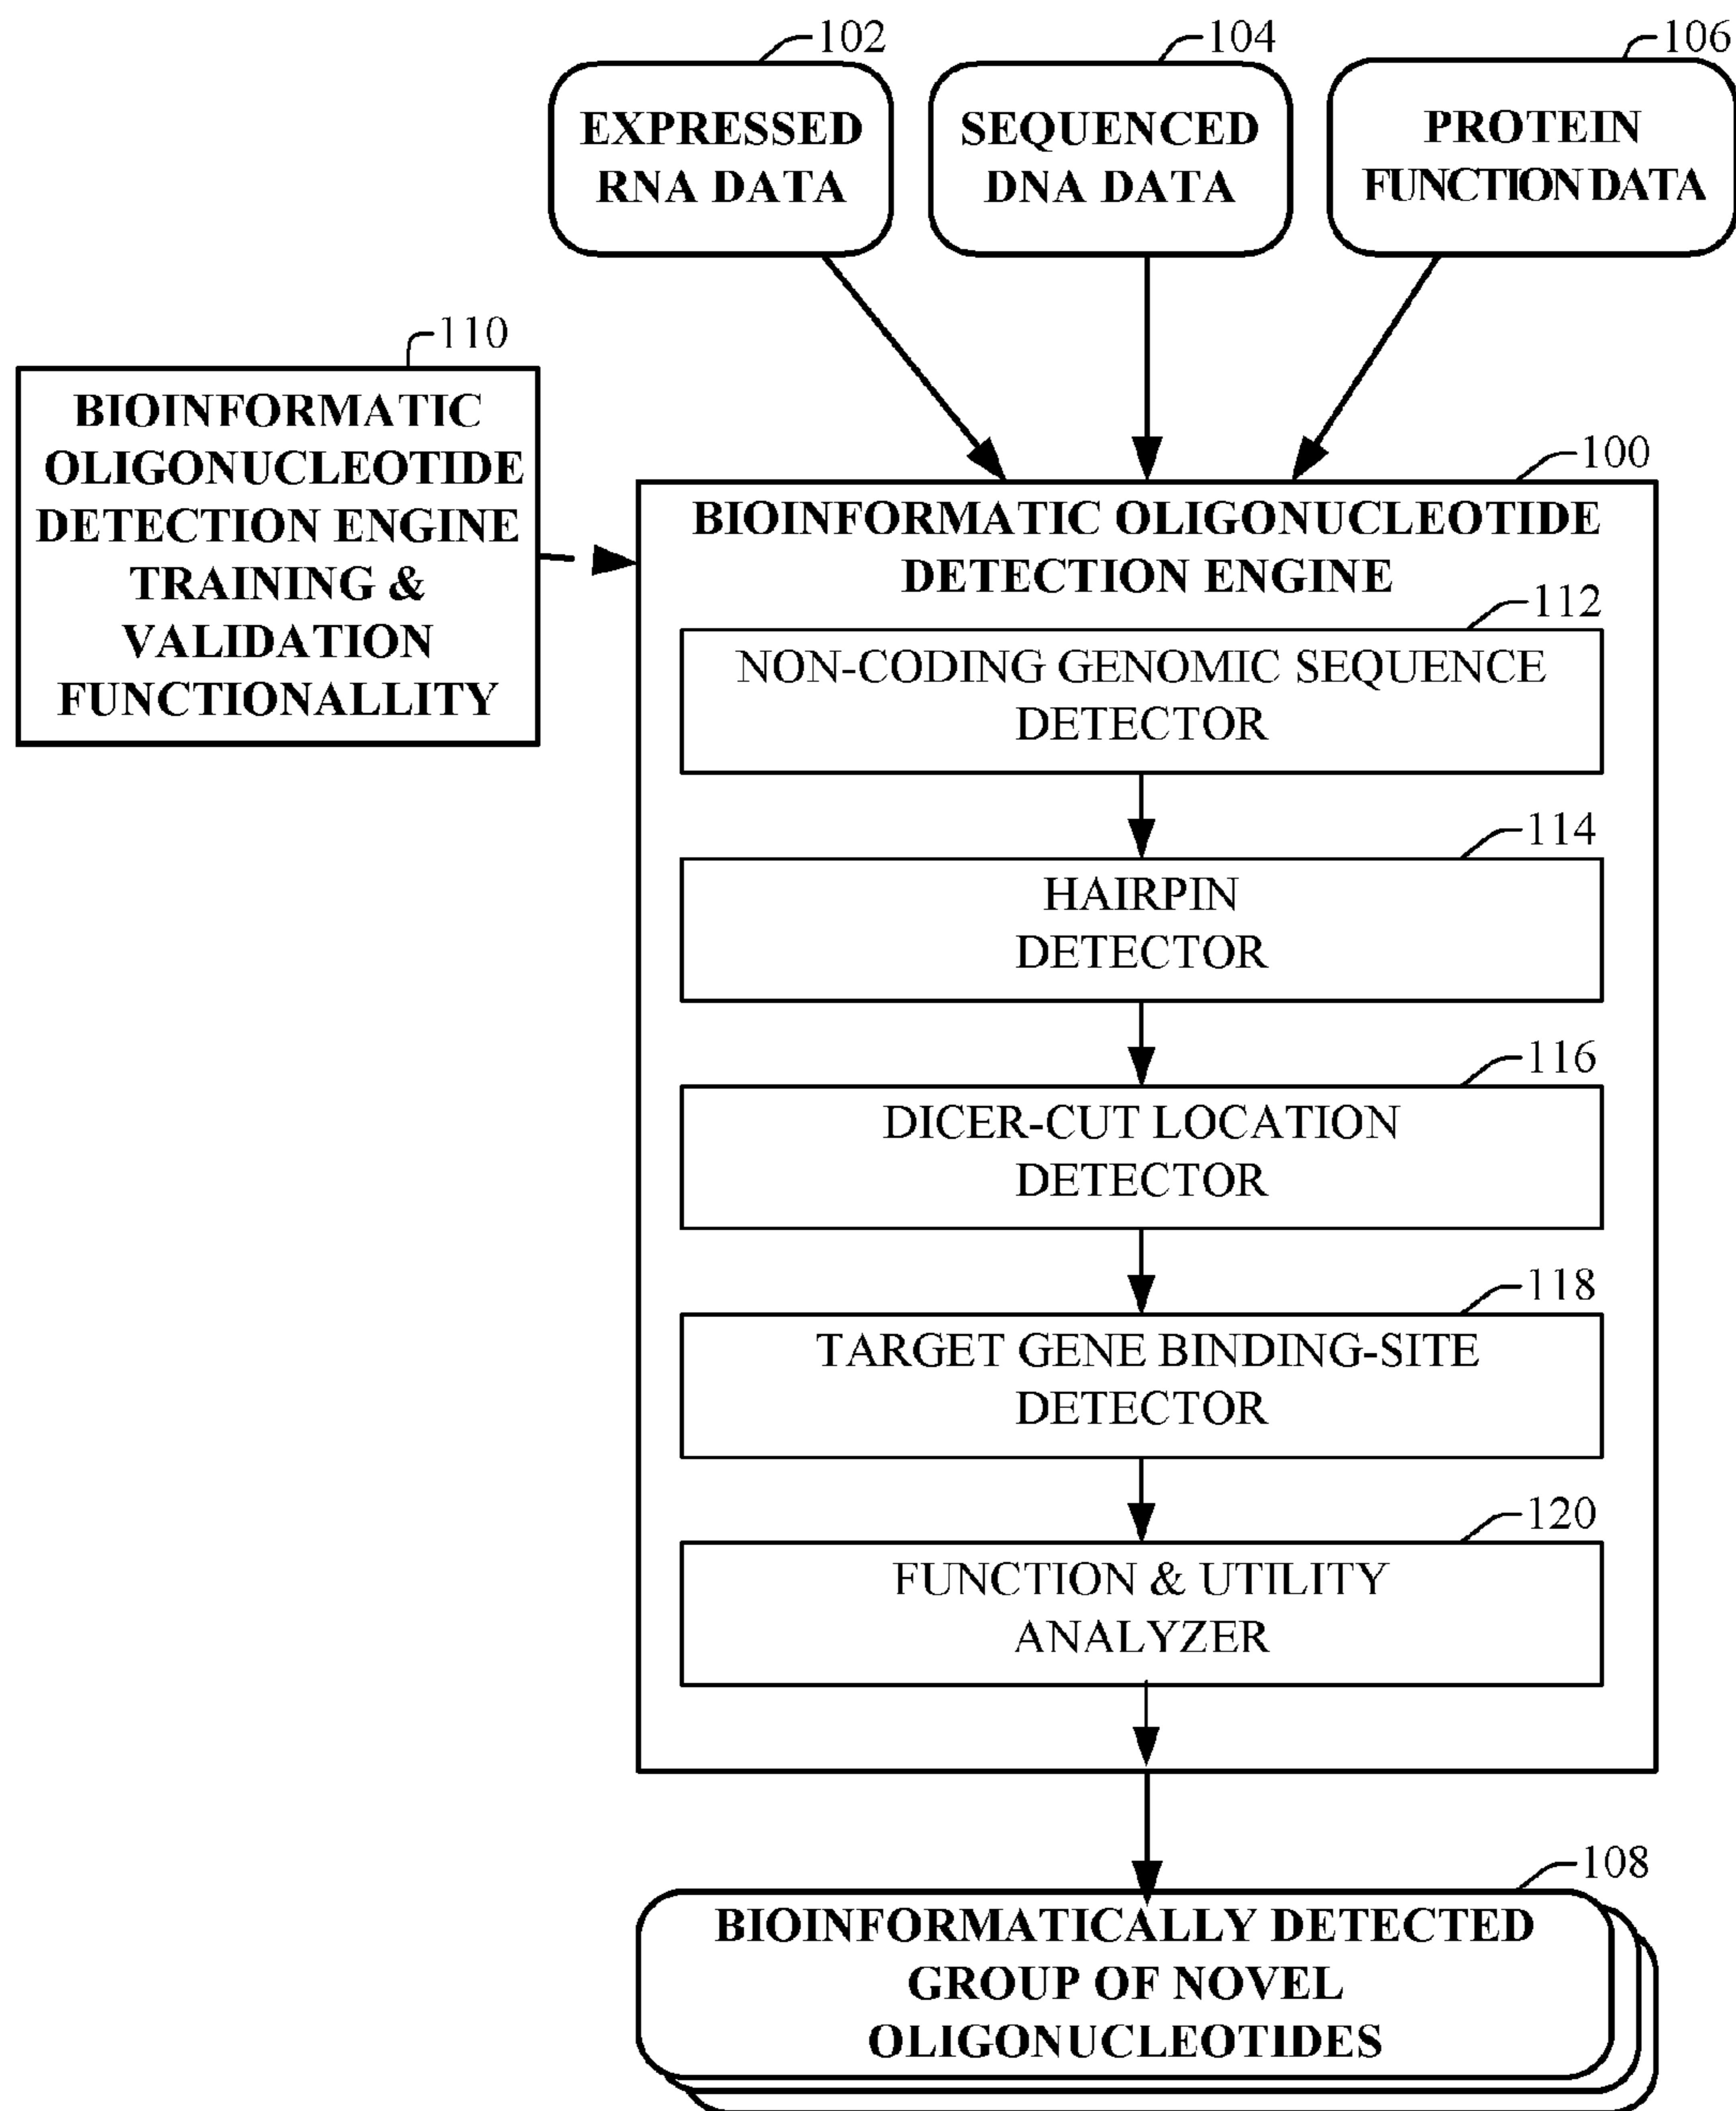 102
104
106
EXPRESSED
RNA DATA
SEQUENCED
DNA DATA
PROTEIN
FUNCTION DATA
110
BIOINFORMATIC
OLIGONUCLEOTIDE
DETECTION ENGINE
TRAINING &
VALIDATION
FUNCTIONALLITY
100
BIOINFORMATIC OLIGONUCLEOTIDE
DETECTION ENGINE
112
NON-CODING GENOMIC SEQUENCE
DETECTOR
114
HAIRPIN
DETECTOR
116
DICER-CUT LOCATION
DETECTOR
118
TARGET GENE BINDING-SITE
DETECTOR
120
FUNCTION & UTILITY
ANALYZER
108
BIOINFORMATICALLY DETECTED
GROUP OF NOVEL
OLIGONUCLEOTIDES